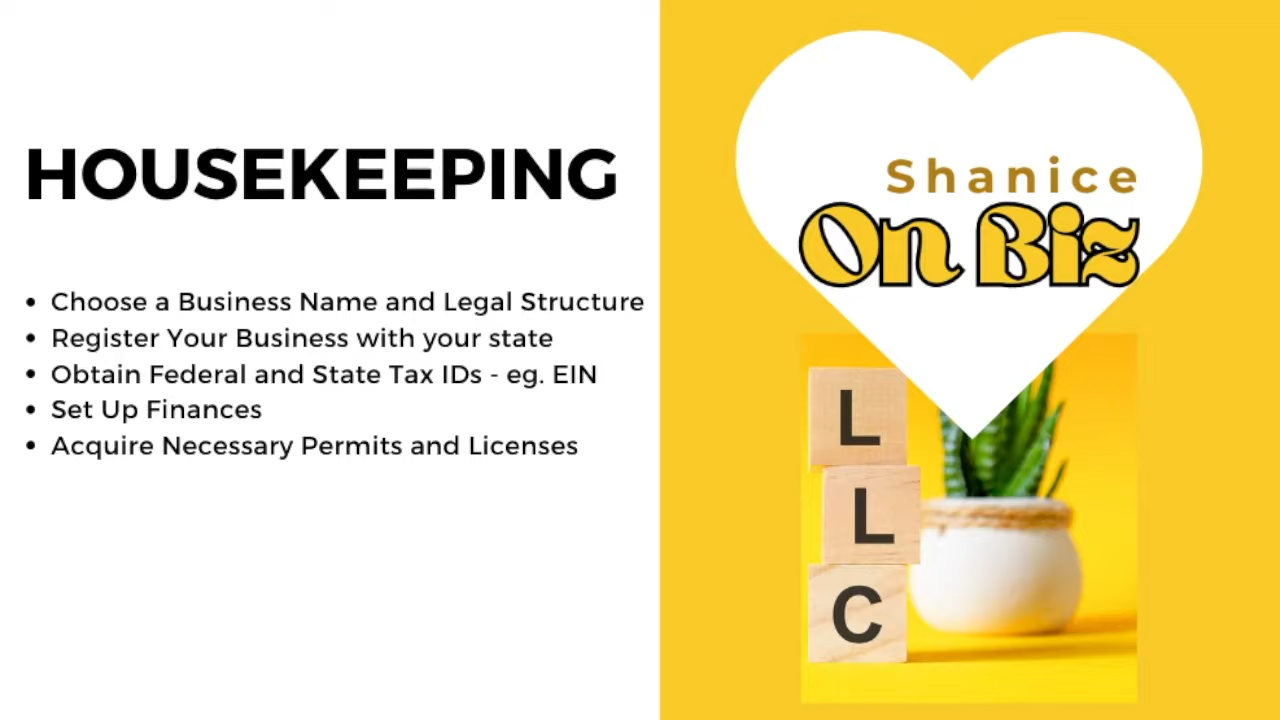 HOUSEKEEPING
• Choose a Business Name and Legal Structure
• Register Your Business with your state
• Obtain Federal and State Tax IDs - eg. EIN
• Set Up Finances
• Acquire Necessary Permits and Licenses
Shanice
On Biz
L
L
C